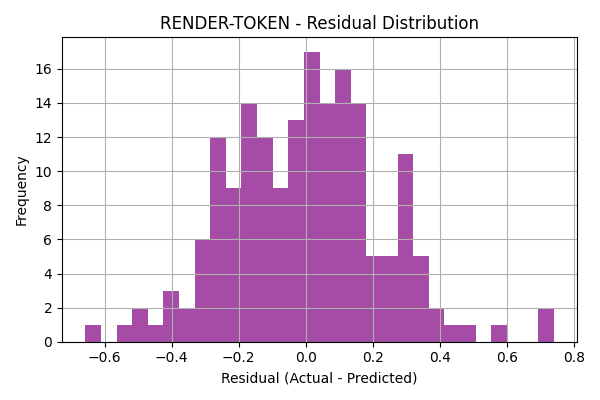 RENDER-TOKEN - Residual Distribution
Frequency
16
14
12
10
8
6
4
2
0
−0.6 −0.4 −0.2 0.0 0.2 0.4 0.6 0.8
Residual (Actual - Predicted)